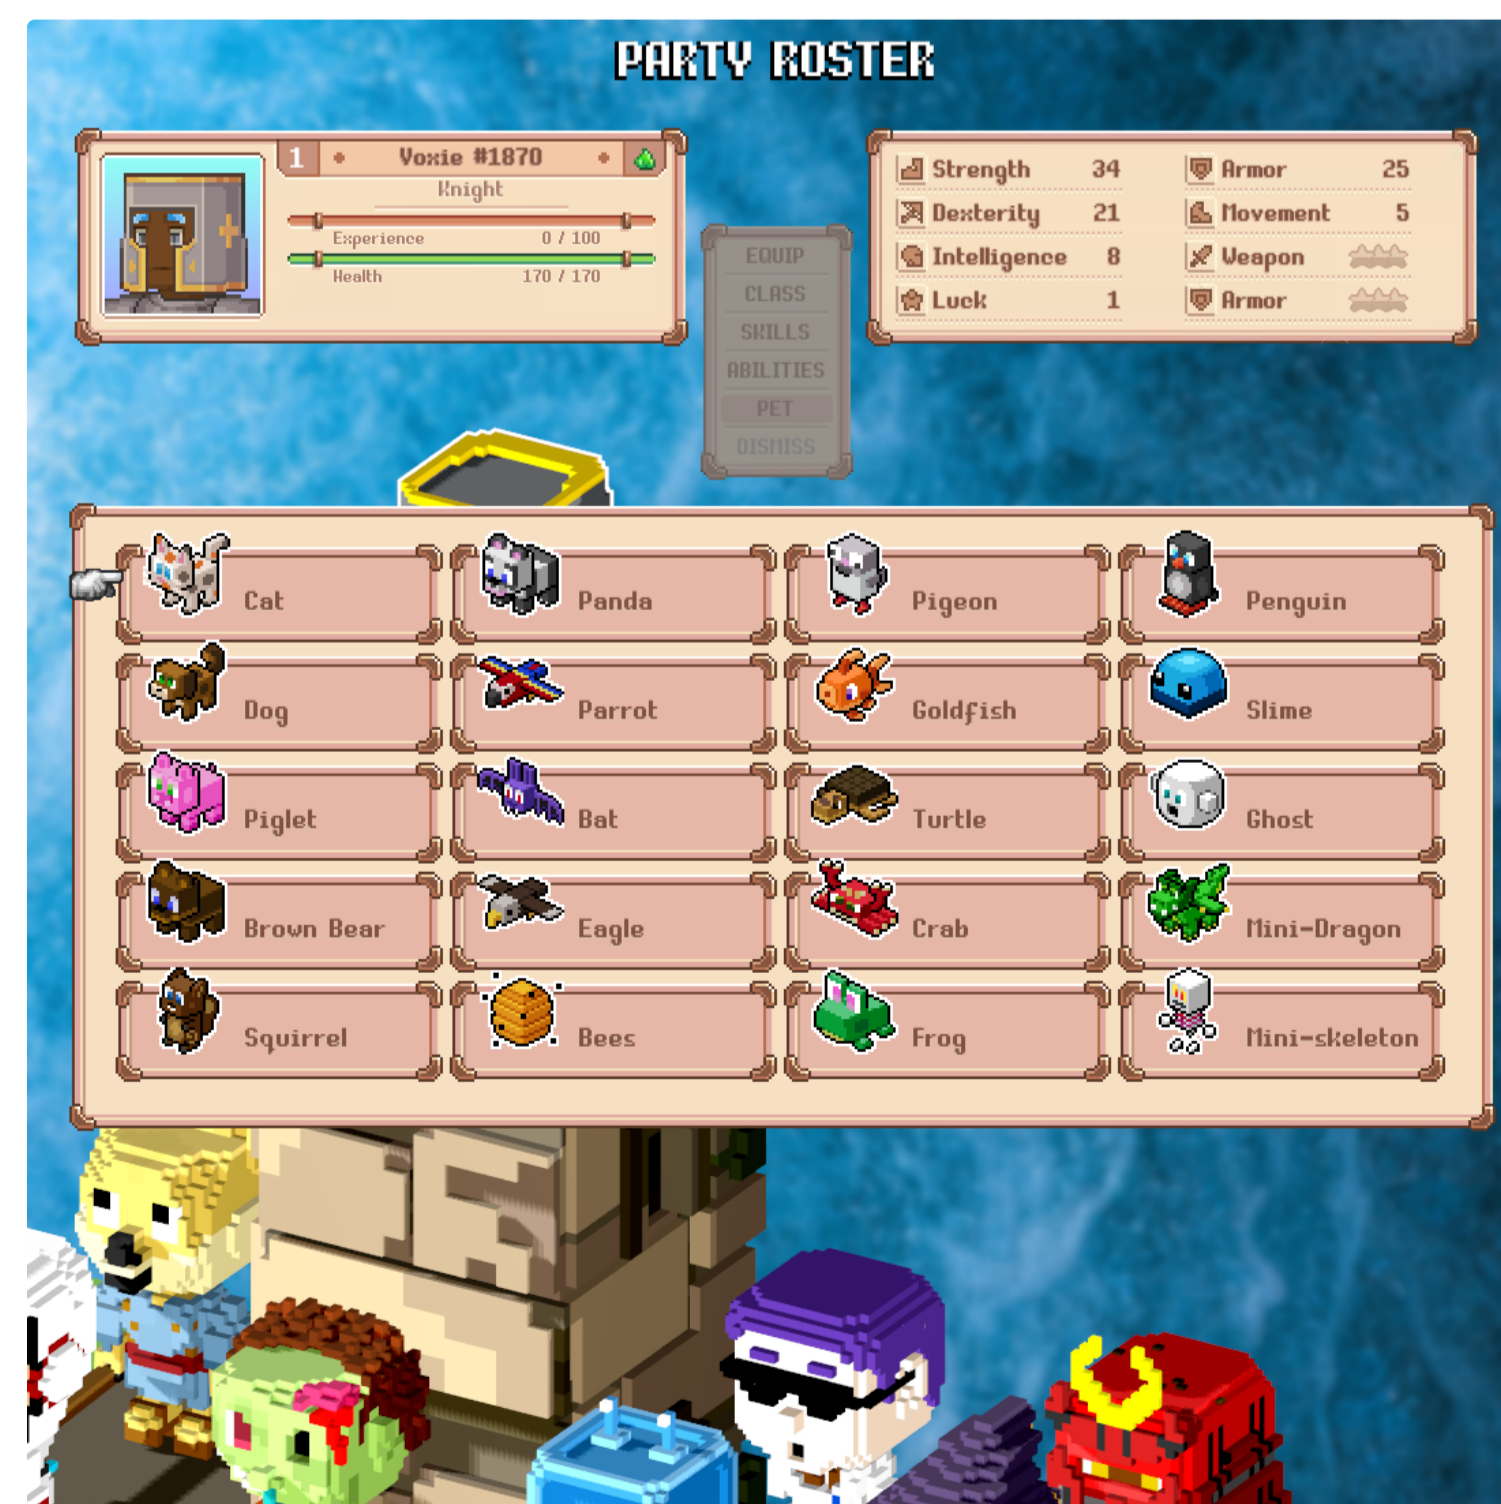 PARTY ROSTER
1 Voxie #1870
Knight
Experience 0 / 100
Health 170 / 170
EQUIP
CLASS
SKILLS
ABILITIES
PET
DISMISS
Strength 34 Armor 25
Dexterity 21 Movement 5
Intelligence 8 Weapon
Luck 1 Armor
Cat Panda Pigeon Penguin
Dog Parrot Goldfish Slime
Piglet Bat Turtle Ghost
Brown Bear Eagle Crab Mini-Dragon
Squirrel Bees Frog Mini-skeleton